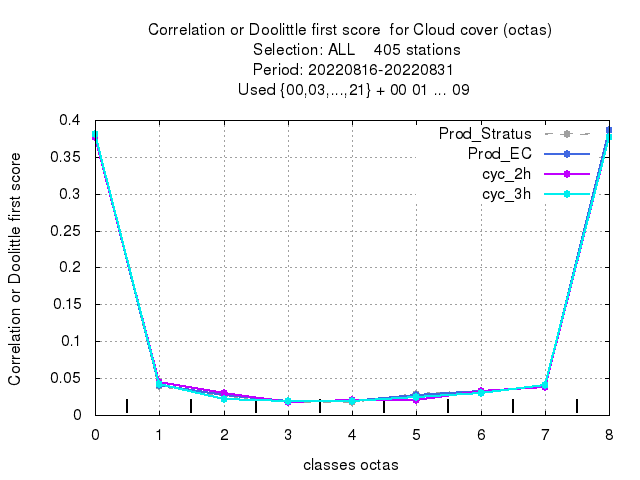 Correlation or Doolittle first score  for Cloud cover (octas)
Selection: ALL    405 stations
Period: 20220816-20220831
Used {00,03,...,21} + 00 01 ... 09
Correlation or Doolittle first score
0.4
0.35
0.3
0.25
0.2
0.15
0.1
0.05
0
Prod_Stratus
Prod_EC
cyc_2h
cyc_3h
0 1 2 3 4 5 6 7 8
classes octas